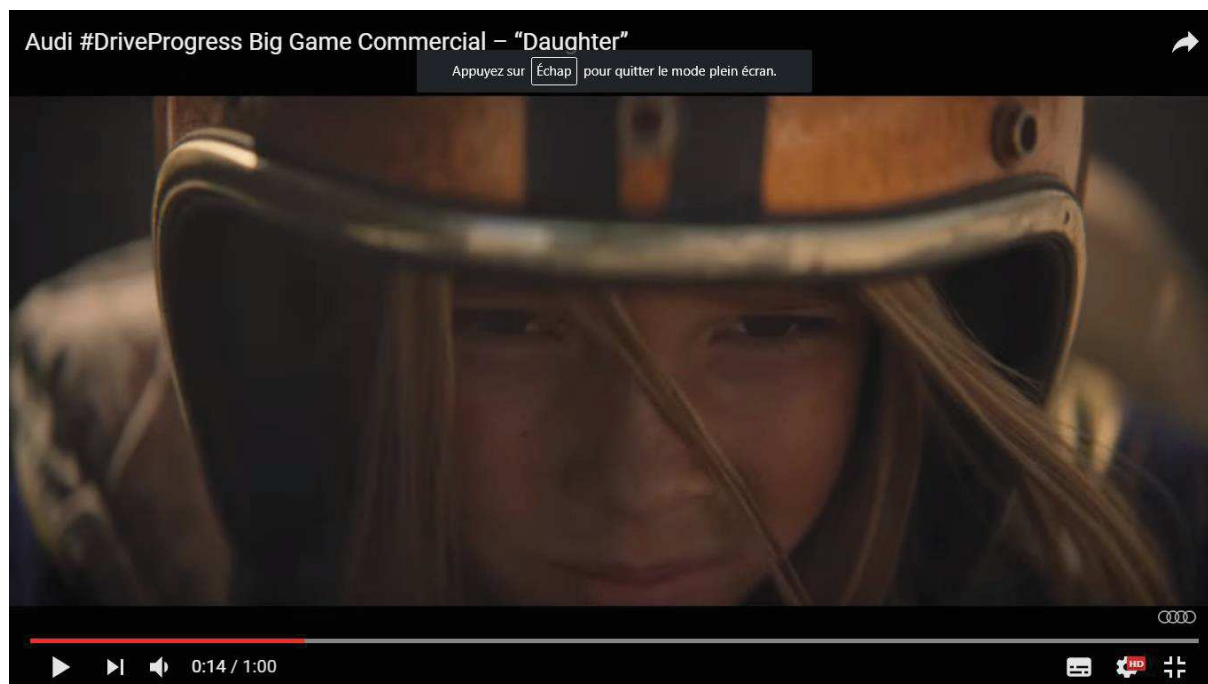 Audi #DriveProgress Big Game Commercial – “Daughter”
Appuyez sur Échap pour quitter le mode plein écran.
0:14 / 1:00
HD